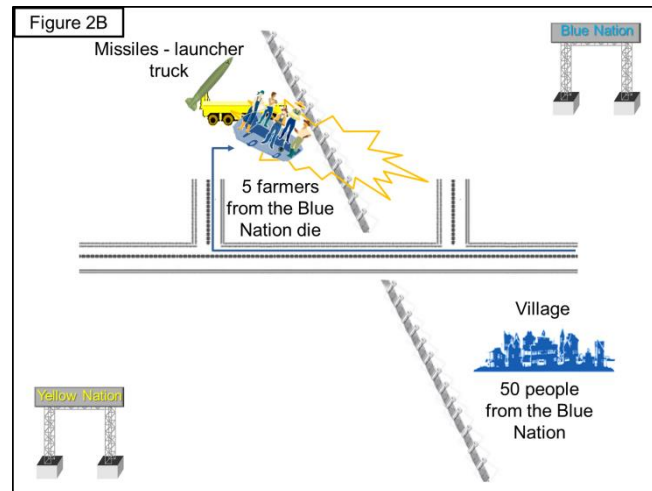 Figure 2B
Blue Nation
Missiles - launcher
truck
5 farmers
from the Blue
Nation die
Village
50 people
from the Blue
Nation
Yellow Nation